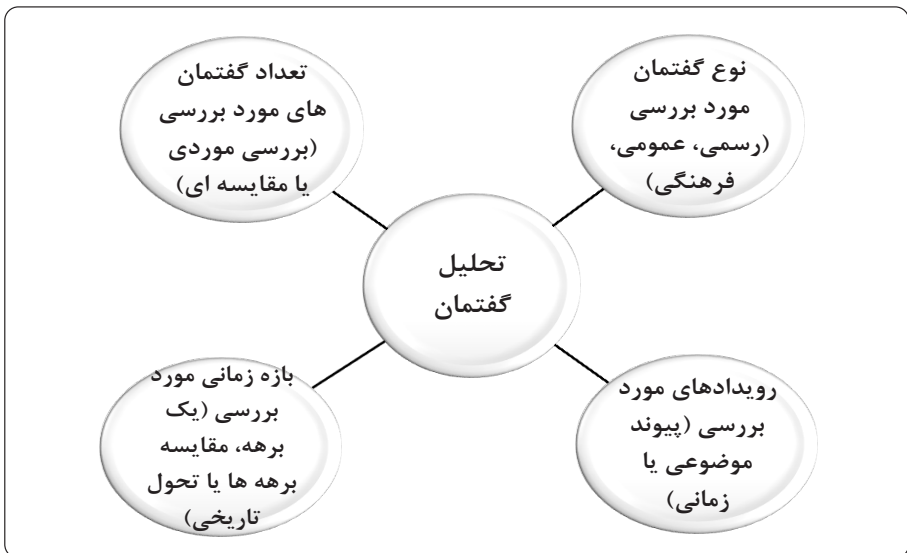 نوع گفتمان
مورد بررسی
(رسمی، عمومی،
فرهنگی)
تعداد گفتمان
های مورد بررسی
(بررسی موردی
یا مقایسه ای)
تحلیل
گفتمان
رویدادهای مورد
بررسی (پیوند
موضوعی یا
زمانی)
بازه زمانی مورد
بررسی (یک
برهه، مقایسه
برهه ها یا تحول
تاریخی)